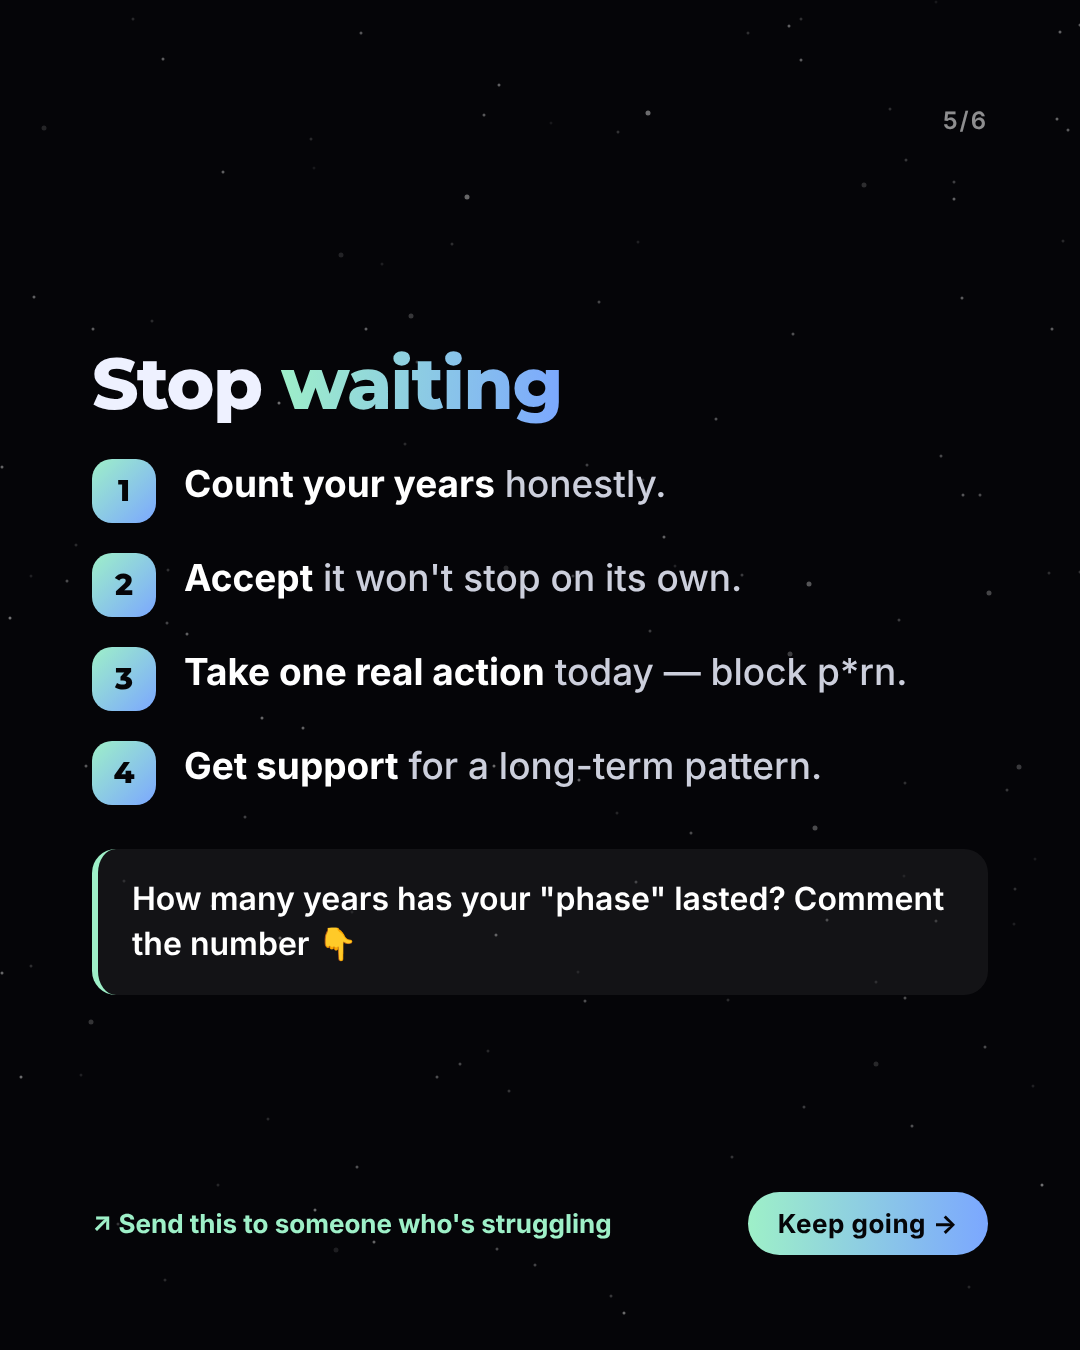 5/6
Stop waiting
1 Count your years honestly.
2 Accept it won't stop on its own.
3 Take one real action today — block p*rn.
4 Get support for a long-term pattern.
How many years has your "phase" lasted? Comment
the number 👇
↗ Send this to someone who's struggling
Keep going →